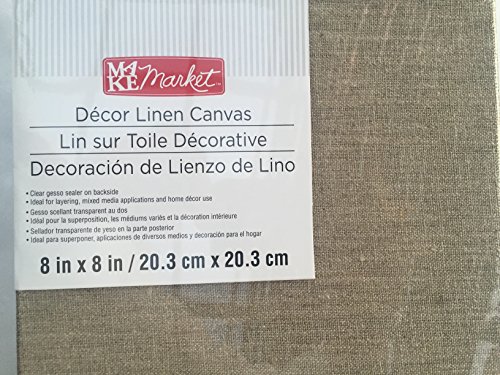 MAKE Market™
Décor Linen Canvas
Lin sur Toile Décorative
Decoración de Lienzo de Lino
• Clear gesso sealer on backside
• Ideal for layering, mixed media applications and home décor use
• Gesso scellant transparent au dos
• Idéal pour la superposition, les médiums variés et la décoration intérieure
• Sellador transparente de yeso en la parte posterior
• Ideal para superponer, aplicaciones de diversos medios y decoración para el hogar
8 in x 8 in / 20.3 cm x 20.3 cm